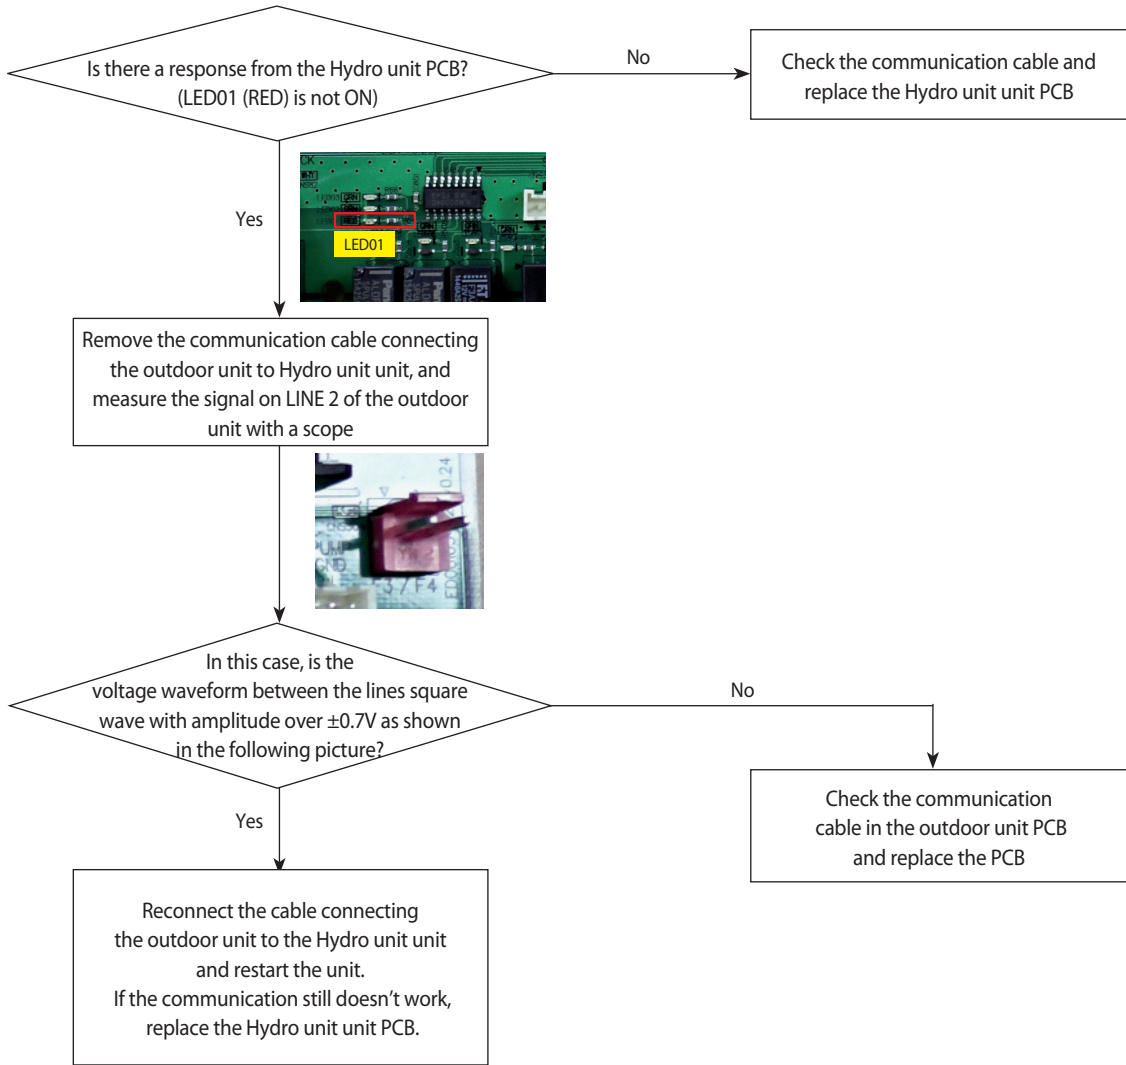 Is there a response from the Hydro unit PCB?
(LED01 (RED) is not ON)
No
Check the communication cable and
replace the Hydro unit unit PCB
Yes
LED01
Remove the communication cable connecting
the outdoor unit to Hydro unit unit, and
measure the signal on LINE 2 of the outdoor
unit with a scope
PUMP
GND
F3 / F4
In this case, is the
voltage waveform between the lines square
wave with amplitude over ±0.7V as shown
in the following picture?
No
Check the communication
cable in the outdoor unit PCB
and replace the PCB
Yes
Reconnect the cable connecting
the outdoor unit to the Hydro unit unit
and restart the unit.
If the communication still doesn’t work,
replace the Hydro unit unit PCB.